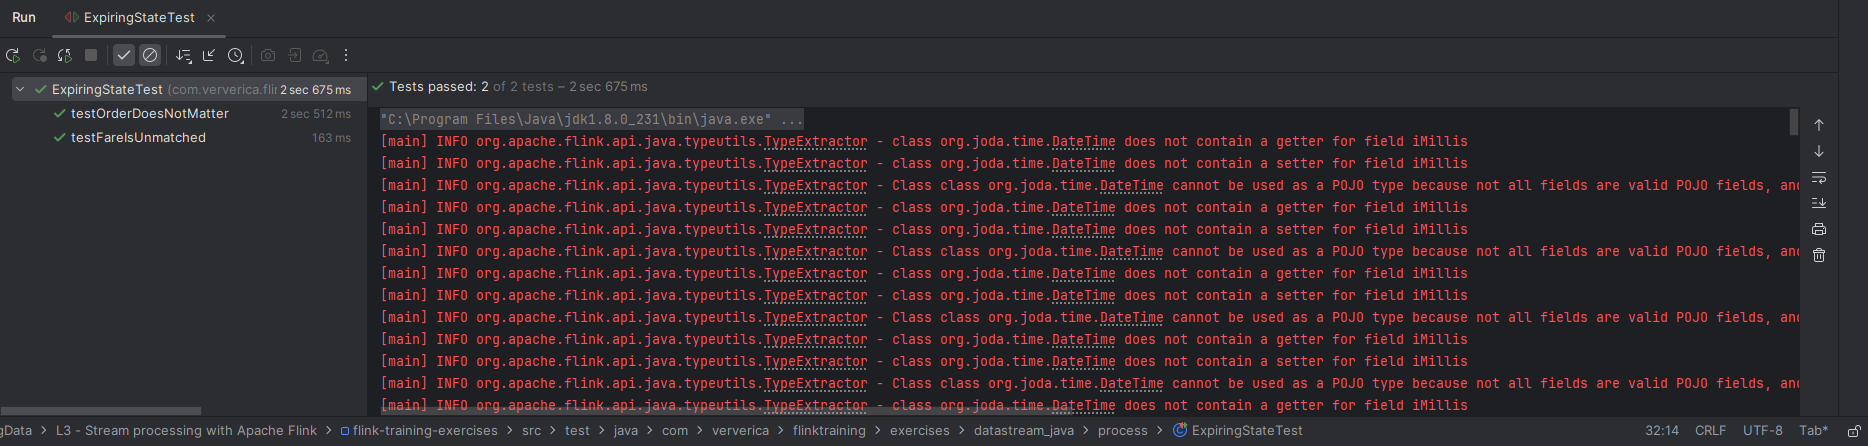 Run ExpiringStateTest
ExpiringStateTest (com.ververica.flin 2 sec 675 ms
testOrderDoesNotMatter 2 sec 512 ms
testFareIsUnmatched 163 ms
Tests passed: 2 of 2 tests – 2 sec 675 ms
"C:\Program Files\Java\jdk1.8.0_231\bin\java.exe" ...
[main] INFO org.apache.flink.api.java.typeutils.TypeExtractor - class org.joda.time.DateTime does not contain a getter for field iMillis
[main] INFO org.apache.flink.api.java.typeutils.TypeExtractor - class org.joda.time.DateTime does not contain a setter for field iMillis
[main] INFO org.apache.flink.api.java.typeutils.TypeExtractor - Class class org.joda.time.DateTime cannot be used as a POJO type because not all fields are valid POJO fields, and
[main] INFO org.apache.flink.api.java.typeutils.TypeExtractor - class org.joda.time.DateTime does not contain a getter for field iMillis
[main] INFO org.apache.flink.api.java.typeutils.TypeExtractor - class org.joda.time.DateTime does not contain a setter for field iMillis
[main] INFO org.apache.flink.api.java.typeutils.TypeExtractor - Class class org.joda.time.DateTime cannot be used as a POJO type because not all fields are valid POJO fields, and
[main] INFO org.apache.flink.api.java.typeutils.TypeExtractor - class org.joda.time.DateTime does not contain a getter for field iMillis
[main] INFO org.apache.flink.api.java.typeutils.TypeExtractor - class org.joda.time.DateTime does not contain a setter for field iMillis
[main] INFO org.apache.flink.api.java.typeutils.TypeExtractor - Class class org.joda.time.DateTime cannot be used as a POJO type because not all fields are valid POJO fields, and
[main] INFO org.apache.flink.api.java.typeutils.TypeExtractor - class org.joda.time.DateTime does not contain a getter for field iMillis
[main] INFO org.apache.flink.api.java.typeutils.TypeExtractor - class org.joda.time.DateTime does not contain a setter for field iMillis
[main] INFO org.apache.flink.api.java.typeutils.TypeExtractor - Class class org.joda.time.DateTime cannot be used as a POJO type because not all fields are valid POJO fields, and
[main] INFO org.apache.flink.api.java.typeutils.TypeExtractor - class org.joda.time.DateTime does not contain a getter for field iMillis
gData > L3 - Stream processing with Apache Flink > flink-training-exercises > src > test > java > com > ververica > flinktraining > exercises > datastream_java > process > ExpiringStateTest 32:14 CRLF UTF-8 Tab*